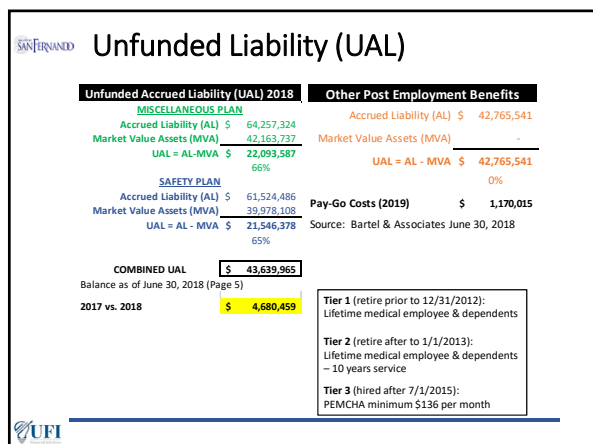 SAN FERNANDO
Unfunded Liability (UAL)
Unfunded Accrued Liability (UAL) 2018
MISCELLANEOUS PLAN
Accrued Liability (AL) $ 64,257,324
Market Value Assets (MVA) 42,163,737
UAL = AL-MVA $ 22,093,587
66%
SAFETY PLAN
Accrued Liability (AL) $ 61,524,486
Market Value Assets (MVA) 39,978,108
UAL = AL - MVA $ 21,546,378
65%
COMBINED UAL $ 43,639,965
Balance as of June 30, 2018 (Page 5)
2017 vs. 2018 $ 4,680,459
Other Post Employment Benefits
Accrued Liability (AL) $ 42,765,541
Market Value Assets (MVA) -
UAL = AL - MVA $ 42,765,541
0%
Pay-Go Costs (2019) $ 1,170,015
Source: Bartel & Associates June 30, 2018
Tier 1 (retire prior to 12/31/2012):
Lifetime medical employee & dependents
Tier 2 (retire after to 1/1/2013):
Lifetime medical employee & dependents
– 10 years service
Tier 3 (hired after 7/1/2015):
PEMCHA minimum $136 per month
UFI